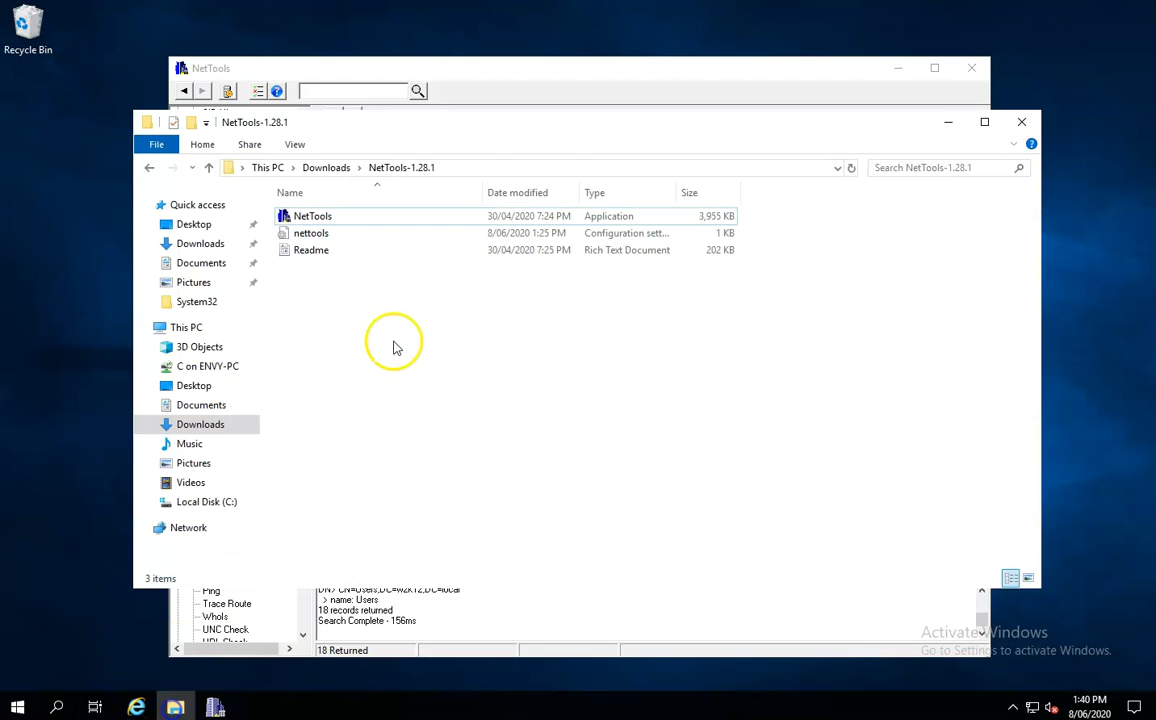 Recycle Bin
NetTools
NetTools-1.28.1
File Home Share View
This PC Downloads NetTools-1.28.1
Search NetTools-1.28.1
Name Date modified Type Size
NetTools 30/04/2020 7:24 PM Application 3,955 KB
nettools 8/06/2020 1:25 PM Configuration sett... 1 KB
Readme 30/04/2020 7:25 PM Rich Text Document 202 KB
Quick access
Desktop
Downloads
Documents
Pictures
System32
This PC
3D Objects
C on ENVY-PC
Desktop
Documents
Downloads
Music
Pictures
Videos
Local Disk (C:)
Network
3 items
Ping
Trace Route
WhoIs
UNC Check
DN> CN=Users,DC=w2k12,DC=local
> name: Users
18 records returned
Search Complete - 156ms
18 Returned
Activate Windows
Go to Settings to activate Windows.
1:40 PM
8/06/2020